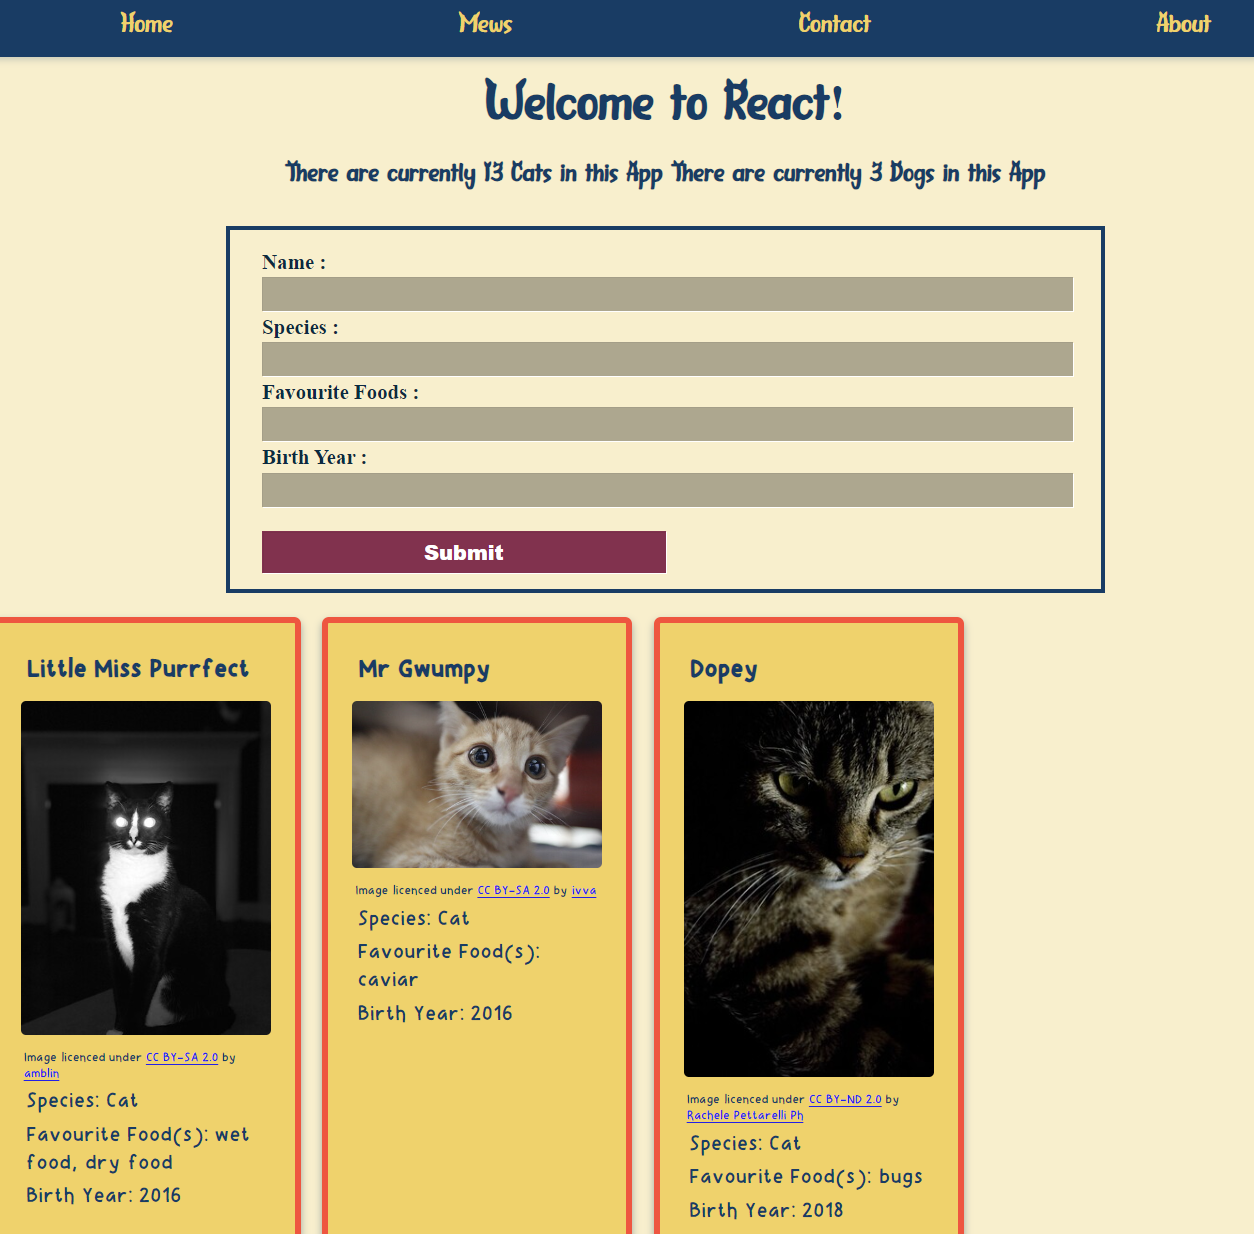 Home Mews Contact About
Welcome to React!
There are currently 13 Cats in this App There are currently 3 Dogs in this App
Name :
Species :
Favourite Foods :
Birth Year :
Submit
Little Miss Purrfect
Image licenced under CC BY-SA 2.0 by
amblin
Species: Cat
Favourite Food(s): wet
food, dry food
Birth Year: 2016
Mr Gwumpy
Image licenced under CC BY-SA 2.0 by ivva
Species: Cat
Favourite Food(s):
caviar
Birth Year: 2016
Dopey
Image licenced under CC BY-ND 2.0 by
Rachele Pettarelli Ph
Species: Cat
Favourite Food(s): bugs
Birth Year: 2018